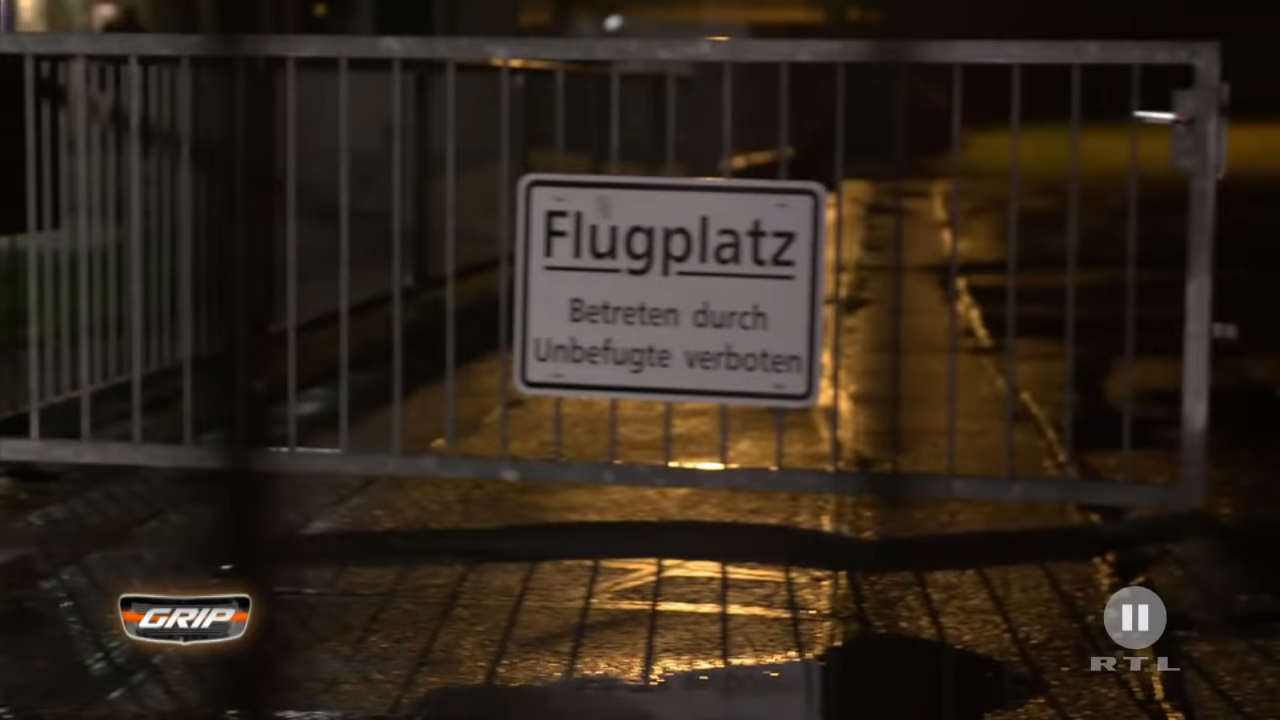 Flugplatz
Betreten durch
Unbefugte verboten
GRIP
RTL